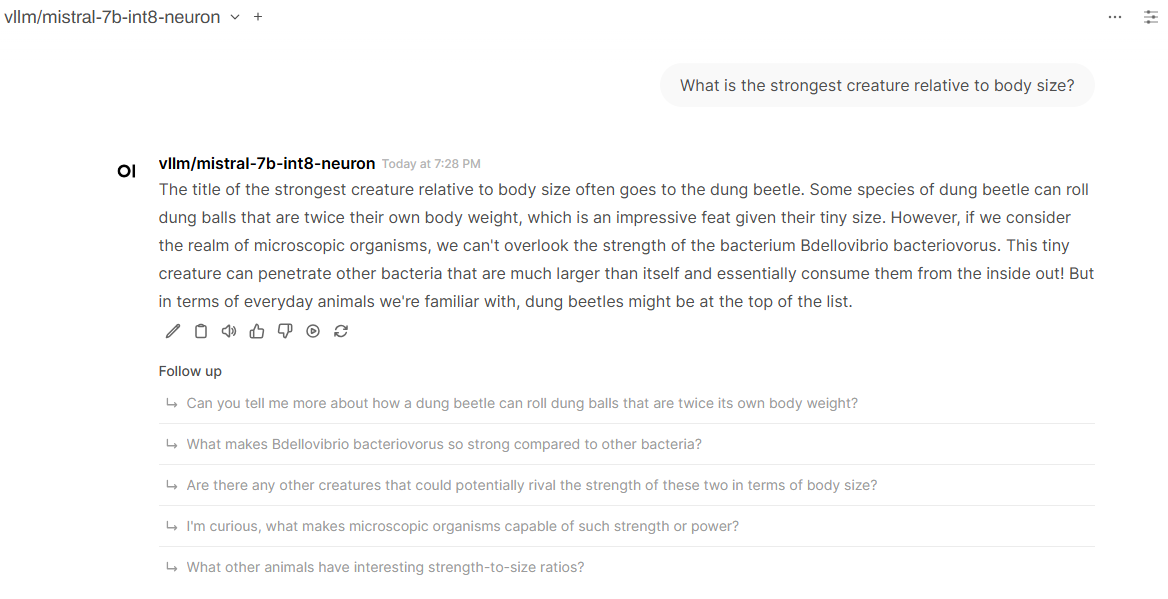 vllm/mistral-7b-int8-neuron
What is the strongest creature relative to body size?
OI vllm/mistral-7b-int8-neuron Today at 7:28 PM
The title of the strongest creature relative to body size often goes to the dung beetle. Some species of dung beetle can roll
dung balls that are twice their own body weight, which is an impressive feat given their tiny size. However, if we consider
the realm of microscopic organisms, we can't overlook the strength of the bacterium Bdellovibrio bacteriovorus. This tiny
creature can penetrate other bacteria that are much larger than itself and essentially consume them from the inside out! But
in terms of everyday animals we're familiar with, dung beetles might be at the top of the list.
Follow up
Can you tell me more about how a dung beetle can roll dung balls that are twice its own body weight?
What makes Bdellovibrio bacteriovorus so strong compared to other bacteria?
Are there any other creatures that could potentially rival the strength of these two in terms of body size?
I'm curious, what makes microscopic organisms capable of such strength or power?
What other animals have interesting strength-to-size ratios?